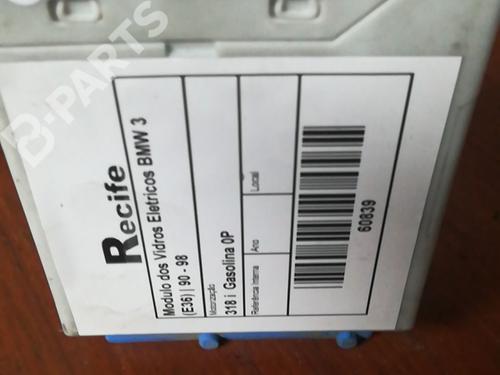 B-PARTS
Recife
Modulo dos Vidros Eletricos BMW 3
(E36) | 90 - 98
Motorização
318 i Gasolina 0P
Referência Interna
Ano
Local
60839